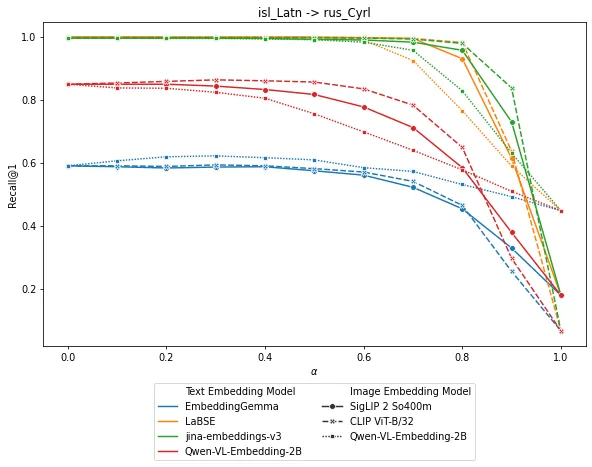 isl_Latn -> rus_Cyrl
1.0
0.8
0.6
0.4
0.2
Recall@1
0.0 0.2 0.4 0.6 0.8 1.0
α
Text Embedding Model Image Embedding Model
EmbeddingGemma SigLIP 2 So400m
LaBSE CLIP ViT-B/32
jina-embeddings-v3 Qwen-VL-Embedding-2B
Qwen-VL-Embedding-2B